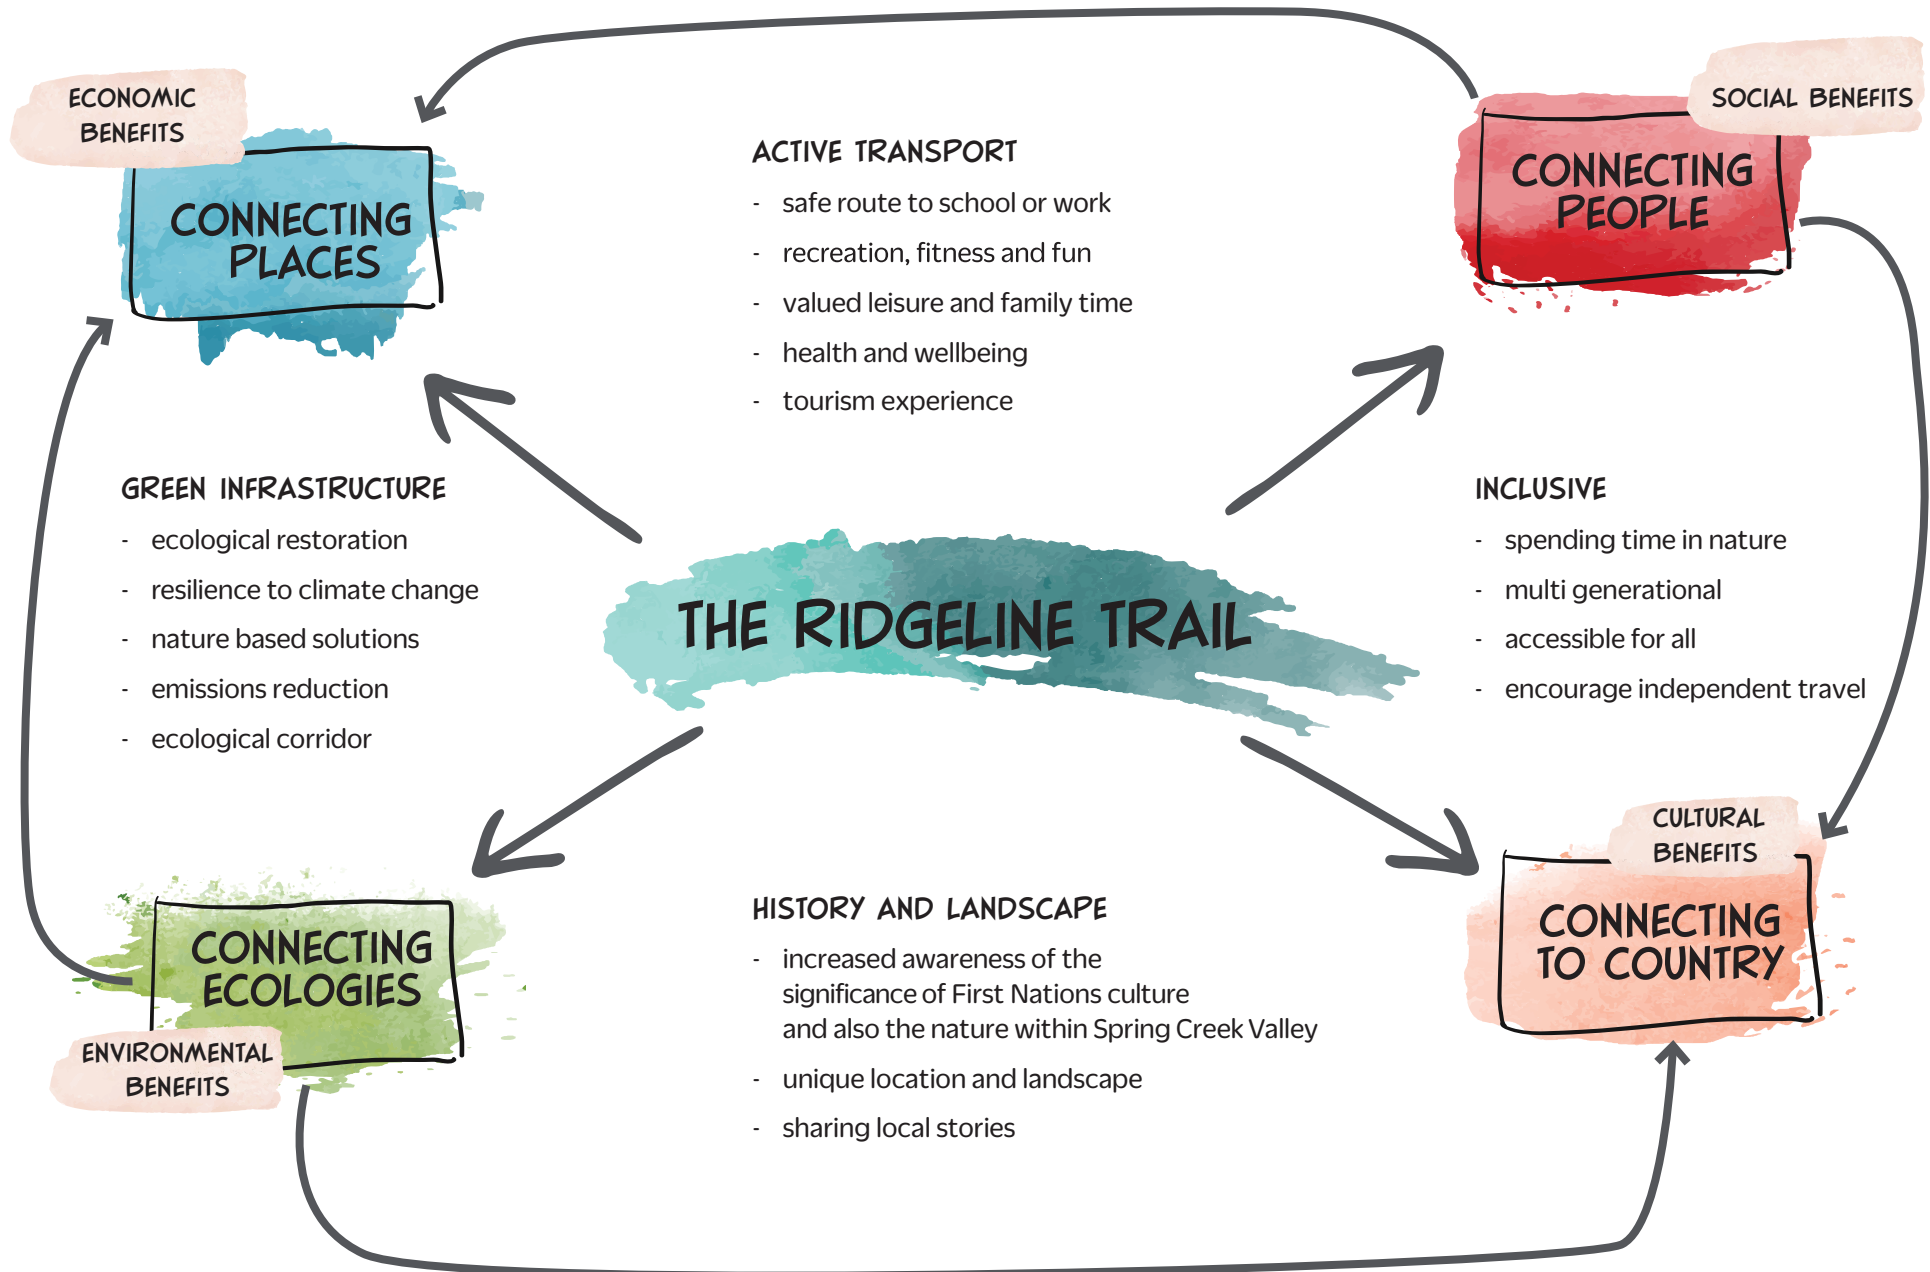 ECONOMIC
BENEFITS
CONNECTING
PLACES
ACTIVE TRANSPORT
- safe route to school or work
- recreation, fitness and fun
- valued leisure and family time
- health and wellbeing
- tourism experience
SOCIAL BENEFITS
CONNECTING
PEOPLE
GREEN INFRASTRUCTURE
- ecological restoration
- resilience to climate change
- nature based solutions
- emissions reduction
- ecological corridor
THE RIDGELINE TRAIL
INCLUSIVE
- spending time in nature
- multi generational
- accessible for all
- encourage independent travel
CONNECTING
ECOLOGIES
ENVIRONMENTAL
BENEFITS
HISTORY AND LANDSCAPE
- increased awareness of the
significance of First Nations culture
and also the nature within Spring Creek Valley
- unique location and landscape
- sharing local stories
CULTURAL
BENEFITS
CONNECTING
TO COUNTRY